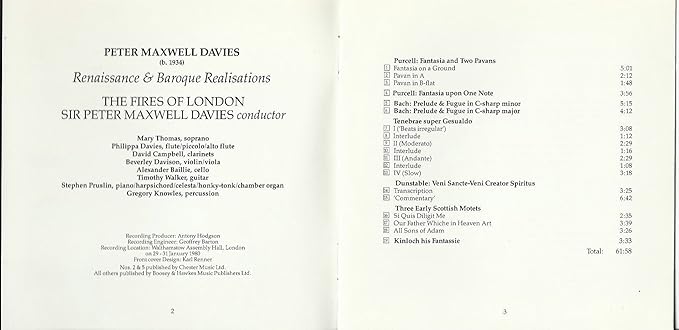 PETER MAXWELL DAVIES
(b. 1934)
Renaissance & Baroque Realisations
THE FIRES OF LONDON
SIR PETER MAXWELL DAVIES conductor
Mary Thomas, soprano
Philippa Davies, flute/piccolo/alto flute
David Campbell, clarinets
Beverley Davison, violin/viola
Alexander Baillie, cello
Timothy Walker, guitar
Stephen Pruslin, piano/harpsichord/celesta/honky-tonk/chamber organ
Gregory Knowles, percussion
Recording Producer: Antony Hodgson
Recording Engineer: Geoffrey Barton
Recording Location: Walthamstow Assembly Hall, London
on 29 - 31 January 1980
Front cover Design: Karl Renner
Nos. 2 & 5 published by Chester Music Ltd.
All others published by Boosey & Hawkes Music Publishers Ltd.
2
Purcell: Fantasia and Two Pavans
1 Fantasia on a Ground 5:01
2 Pavan in A 2:12
3 Pavan in B-flat 1:48
4 Purcell: Fantasia upon One Note 3:56
5 Bach: Prelude & Fugue in C-sharp minor 5:15
6 Bach: Prelude & Fugue in C-sharp major 4:12
Tenebrae super Gesualdo
7 I ('Beats irregular') 3:08
8 Interlude 1:12
9 II (Moderato) 2:29
10 Interlude 1:16
11 III (Andante) 2:29
12 Interlude 1:08
13 IV (Slow) 3:18
Dunstable: Veni Sancte-Veni Creator Spiritus
14 Transcription 3:25
15 'Commentary' 6:42
Three Early Scottish Motets
16 Si Quis Diligit Me 2:35
17 Our Father Whiche in Heaven Art 3:39
18 All Sons of Adam 3:26
19 Kinloch his Fantassie 3:33
Total: 61:58
3